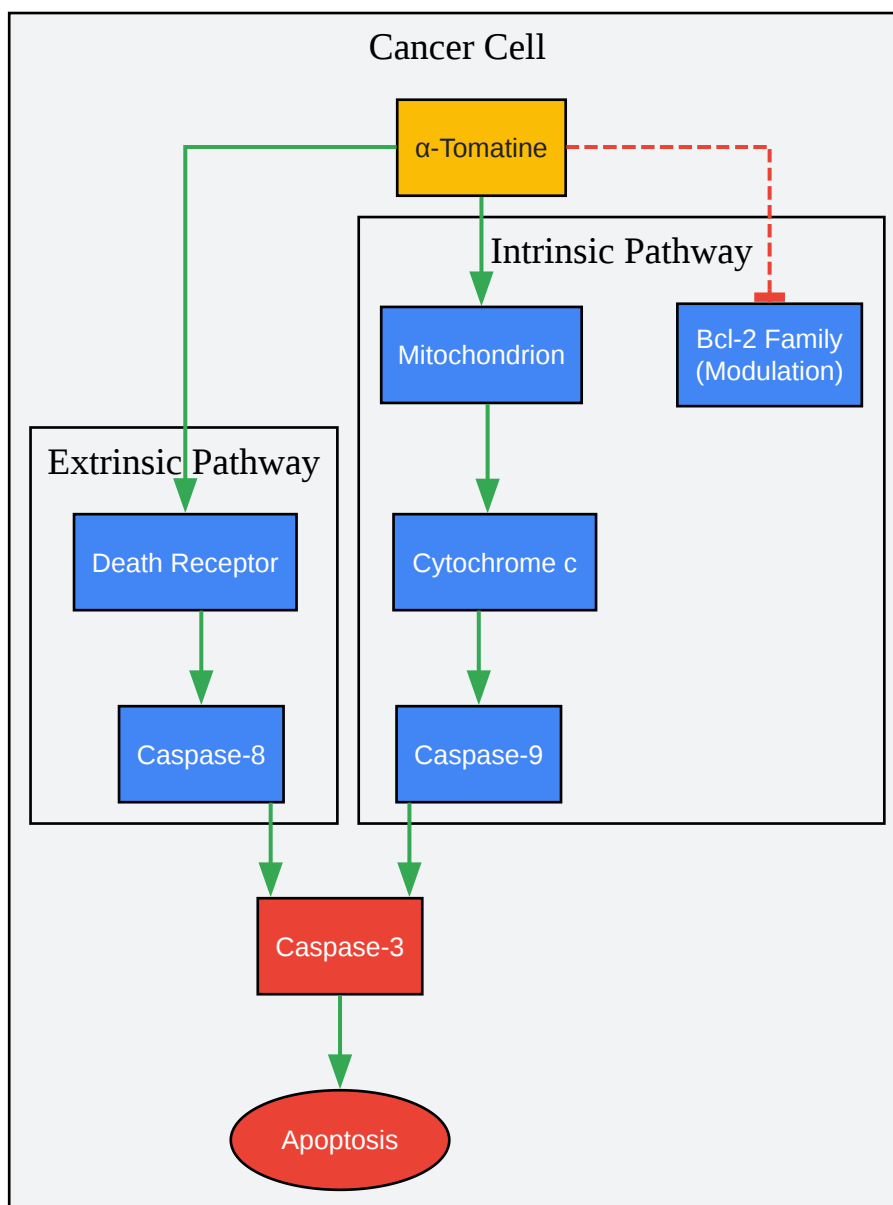 Cancer Cell
α-Tomatine
Intrinsic Pathway
Mitochondrion
Bcl-2 Family
(Modulation)
Extrinsic Pathway
Death Receptor
Cytochrome c
Caspase-8
Caspase-9
Caspase-3
Apoptosis